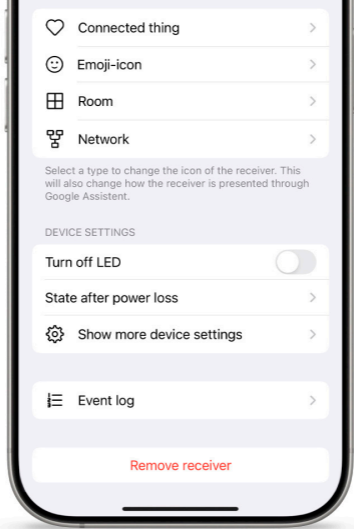 Connected thing
Emoji-icon
Room
Network
Select a type to change the icon of the receiver. This
will also change how the receiver is presented through
Google Assistent.
DEVICE SETTINGS
Turn off LED
State after power loss
Show more device settings
Event log
Remove receiver